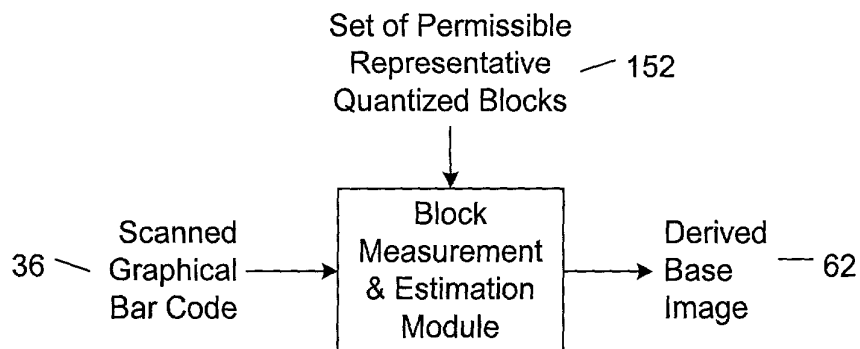 Set of Permissible
Representative
Quantized Blocks
152
36
Scanned
Graphical
Bar Code
Block
Measurement
& Estimation
Module
Derived
Base
Image
62